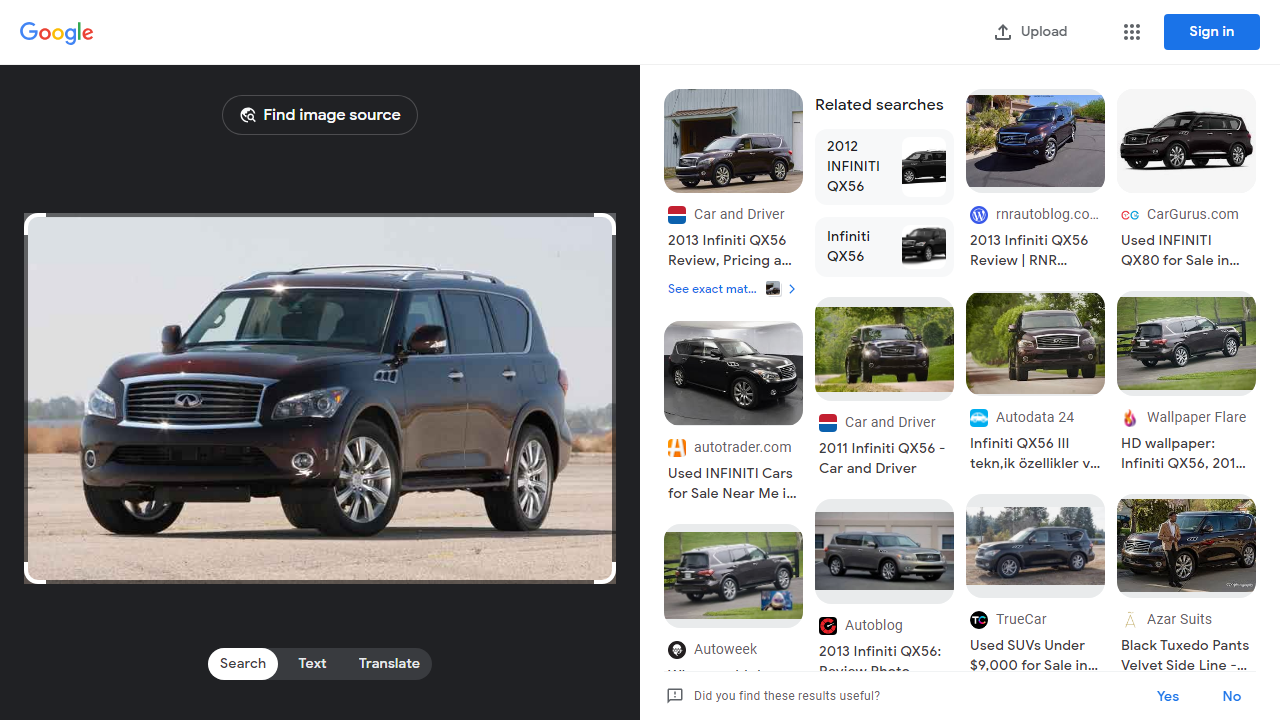 Google
Upload
Sign in
Find image source
Search
Text
Translate
Car and Driver
2013 Infiniti QX56
Review, Pricing a...
See exact mat...
autotrader.com
Used INFINITI Cars
for Sale Near Me i...
Autoweek
Related searches
2012
INFINITI
QX56
Infiniti
QX56
Car and Driver
2011 Infiniti QX56 -
Car and Driver
Autoblog
2013 Infiniti QX56:
Review Photo
rnrautoblog.co...
2013 Infiniti QX56
Review | RNR...
Autodata 24
Infiniti QX56 III
tekn,ik özellikler v...
TrueCar
Used SUVs Under
$9,000 for Sale in...
CarGurus.com
Used INFINITI
QX80 for Sale in...
Wallpaper Flare
HD wallpaper:
Infiniti QX56, 201...
Azar Suits
Black Tuxedo Pants
Velvet Side Line -...
Did you find these results useful?
Yes
No